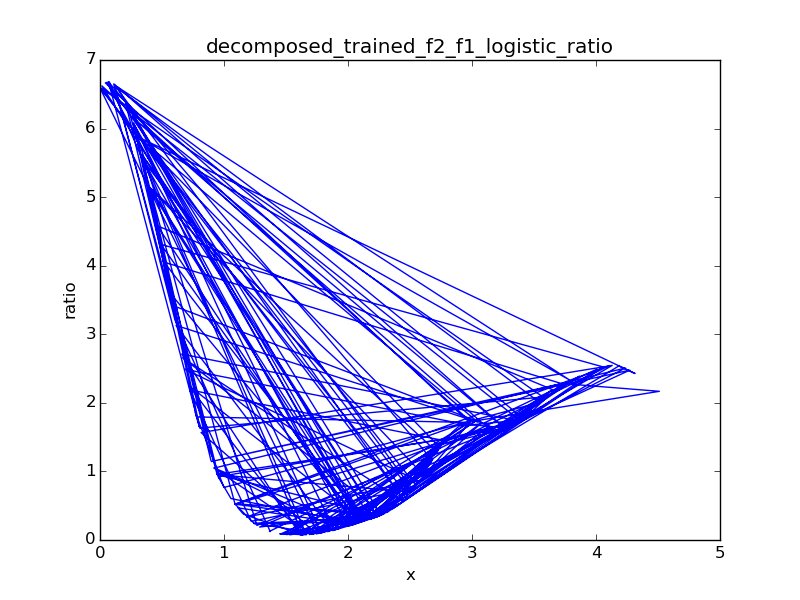 decomposed_trained_f2_f1_logistic_ratio
7
6
5
4
3
2
1
0
ratio
0 1 2 3 4 5
x